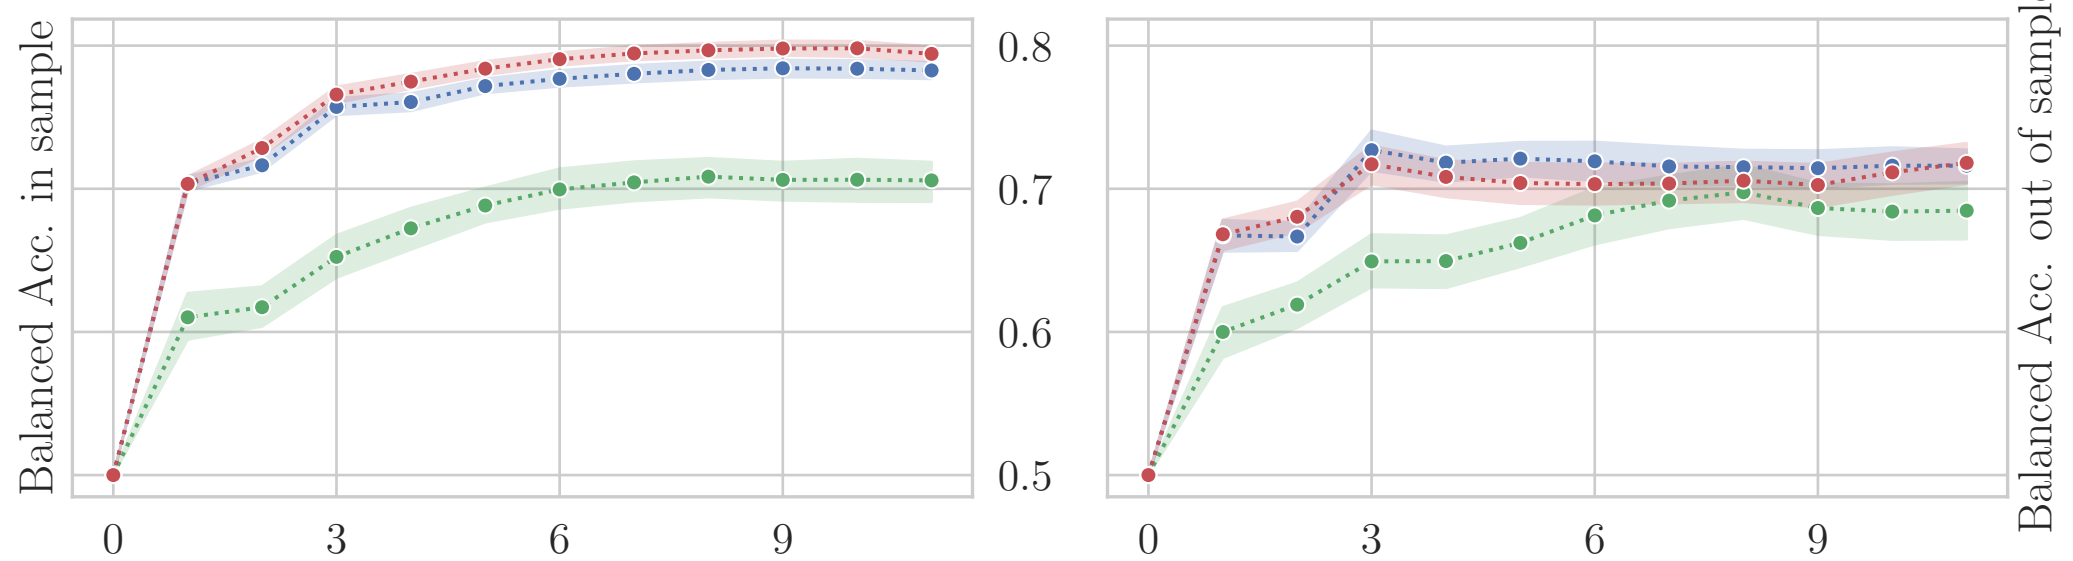 Balanced Acc. in sample
0.8
0.7
0.6
0.5
0 3 6 9
0 3 6 9
Balanced Acc. out of sample